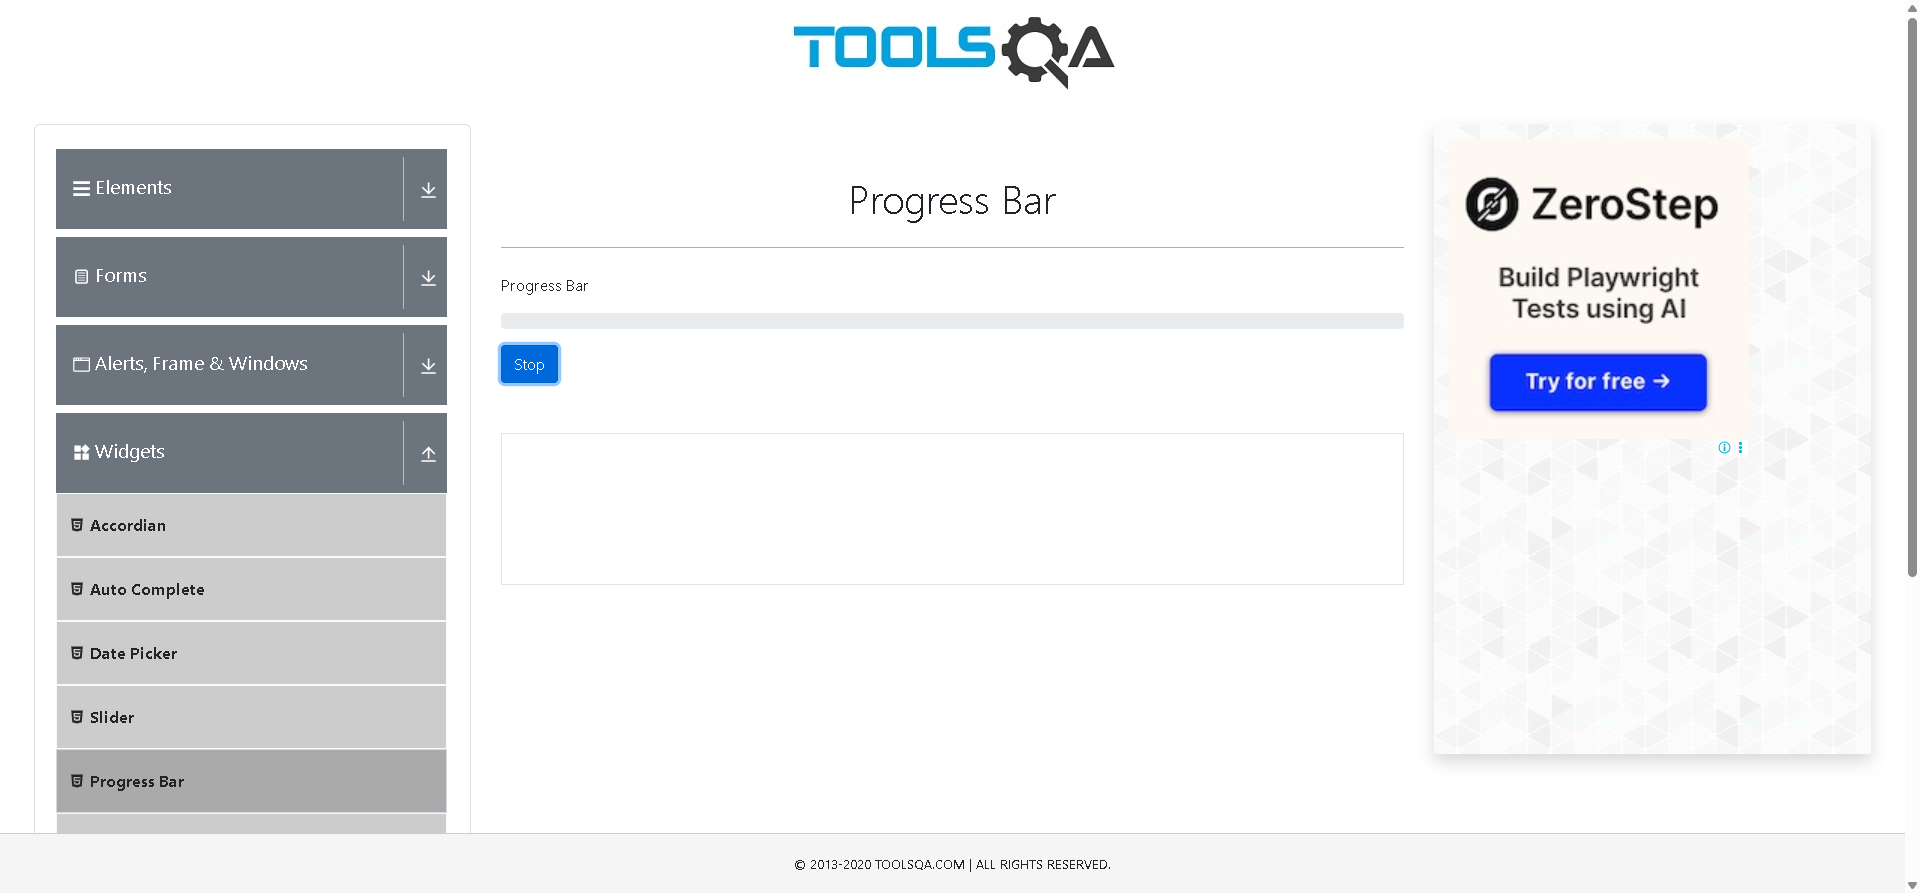 TOOLSQA
Elements
Forms
Alerts, Frame & Windows
Widgets
Accordian
Auto Complete
Date Picker
Slider
Progress Bar
Progress Bar
Progress Bar
Stop
ZeroStep
Build Playwright
Tests using AI
Try for free →
© 2013-2020 TOOLSQA.COM | ALL RIGHTS RESERVED.